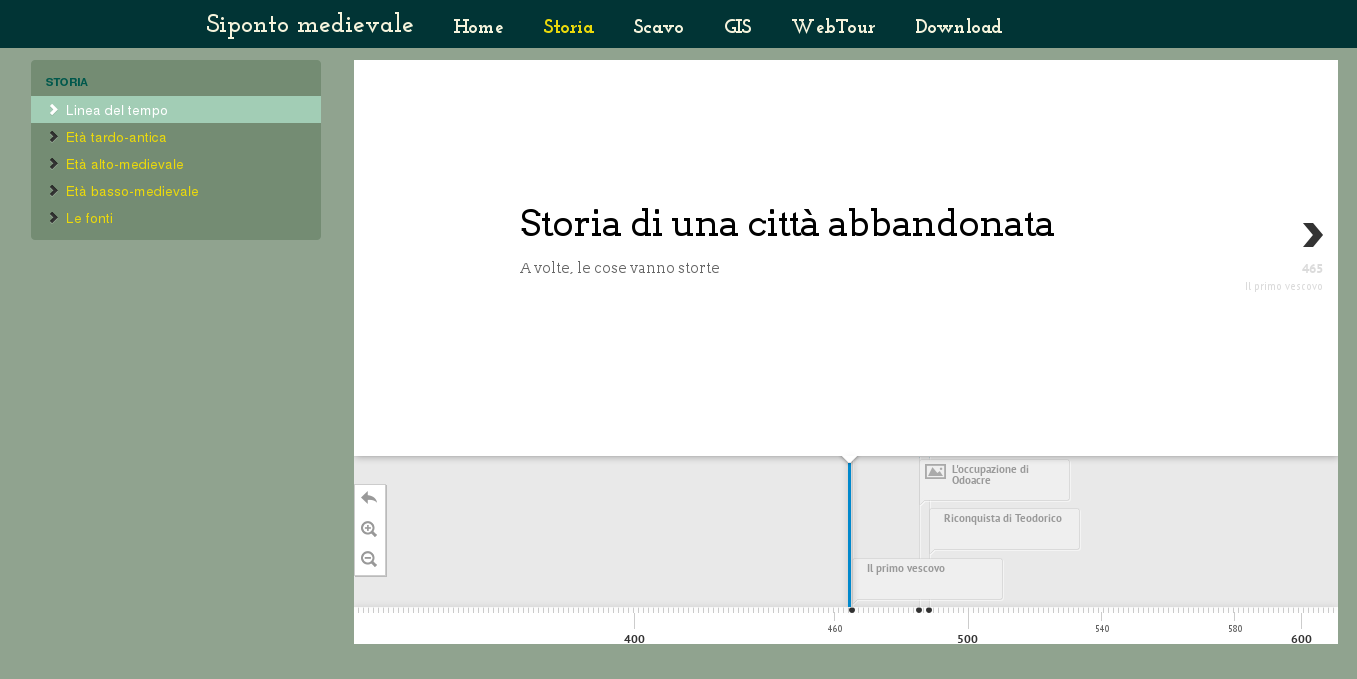 Siponto medievale Home Storia Scavo GIS WebTour Download
STORIA
Linea del tempo
Età tardo-antica
Età alto-medievale
Età basso-medievale
Le fonti
Storia di una città abbandonata
A volte, le cose vanno storte
465
Il primo vescovo
L'occupazione di
Odoacre
Riconquista di Teodorico
Il primo vescovo
400 460 500 540 580 600